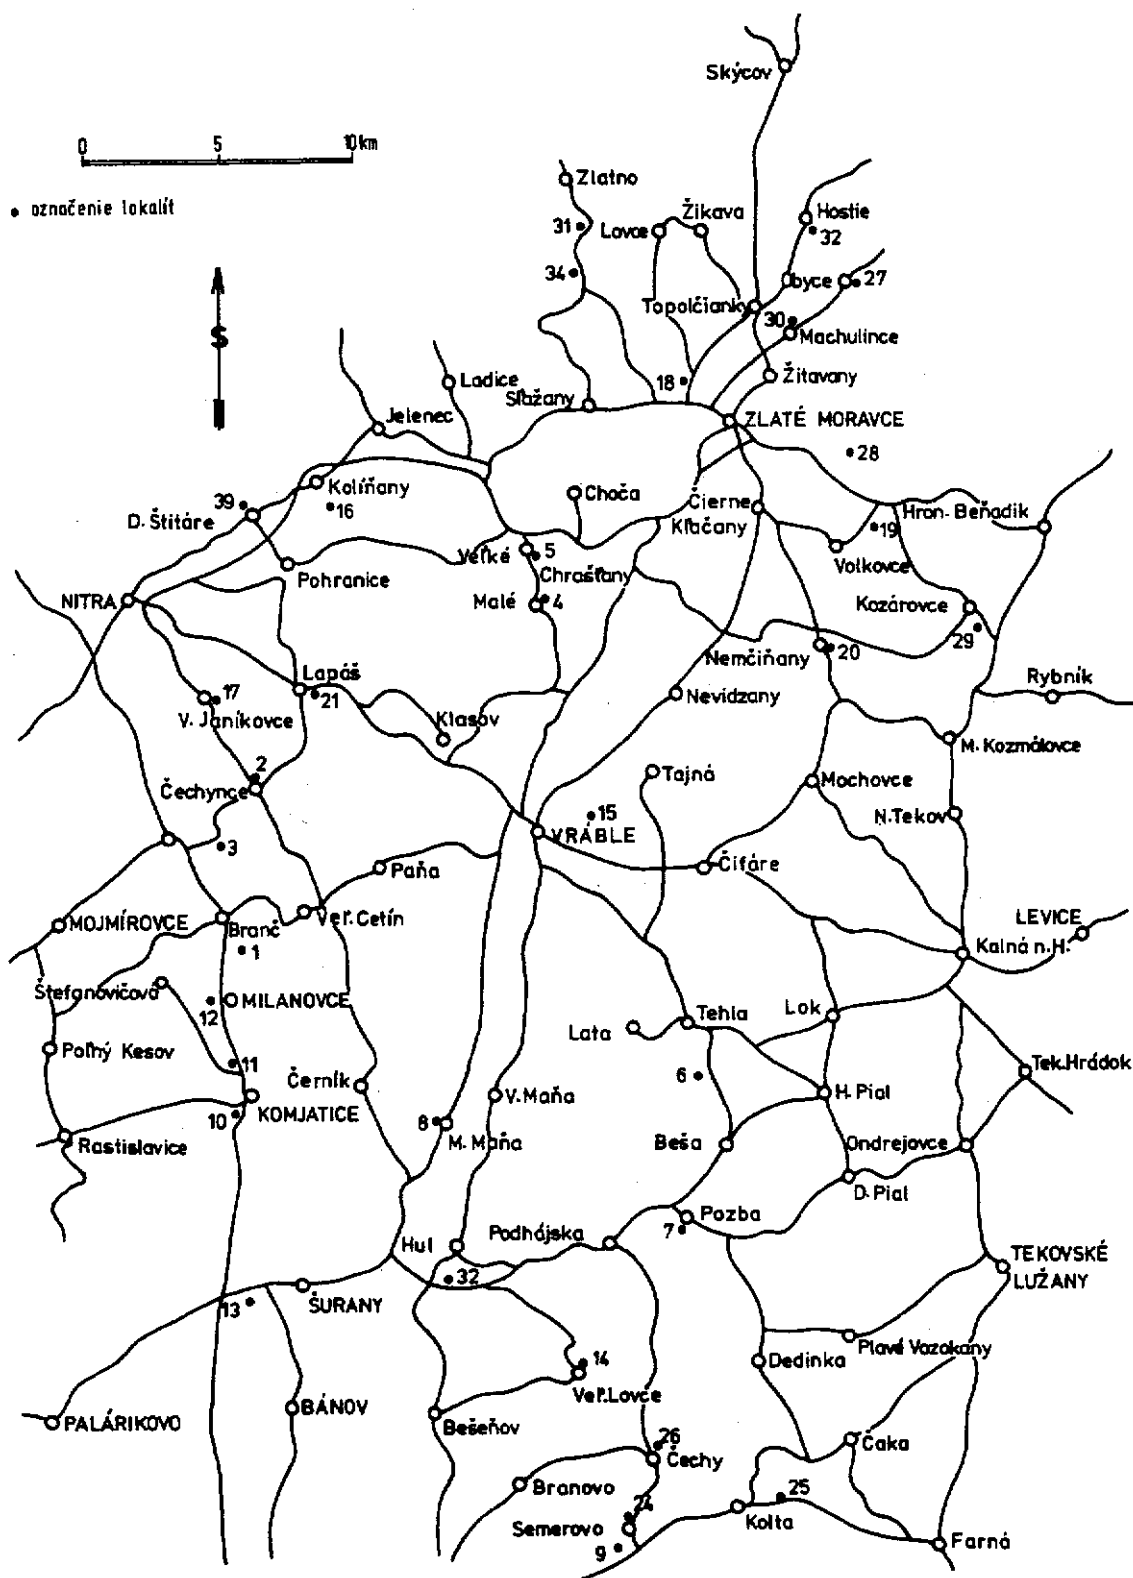 Skýcov
0 5 10km
Zlatno
• označenie lokalít
Žikava
Hostie
31
Lovce
32
34
Obyce
27
S
Topolčianky
30
Machulince
Ladice
18
Žitavany
Sľažany
Jelenec
ZLATÉ MORAVCE
28
Kolíňany
Choča
39
16
Čierne
Kľačany
Hron. Beňadik
D. Štitáre
19
Veľké
5
Volkovce
Pohranice
Chrašťany
NITRA
Malé
4
Kozárovce
29
Nemčiňany
20
Lapáš
Rybník
17
21
Nevidzany
V. Janíkovce
Klasov
M. Kozmálovce
2
Tajná
Mochovce
Čechynce
15
N. Tekov
VRÁBLE
3
Čifáre
Paňa
LEVICE
MOJMÍROVCE
Veľ. Cetín
Branč
1
Kalná n.H.
Štefanovičová
MILANOVCE
12
Lok
Tehla
Lata
Poľný Kesov
11
Tek. Hrádok
Černík
6
V. Maňa
H. Pial
KOMJATICE
10
8
Rastislavice
M. Maňa
Beša
Ondrejovce
D. Pial
Pozba
7
Hul
Podhájska
TEKOVSKÉ
LUŽANY
32
ŠURANY
13
Plavé Vozokany
14
Dedinka
Veľ. Lovce
BÁNOV
PALÁRIKOVO
Bešeňov
26
Čaka
Čechy
Branovo
25
24
Kolta
Semerovo
Farná
9